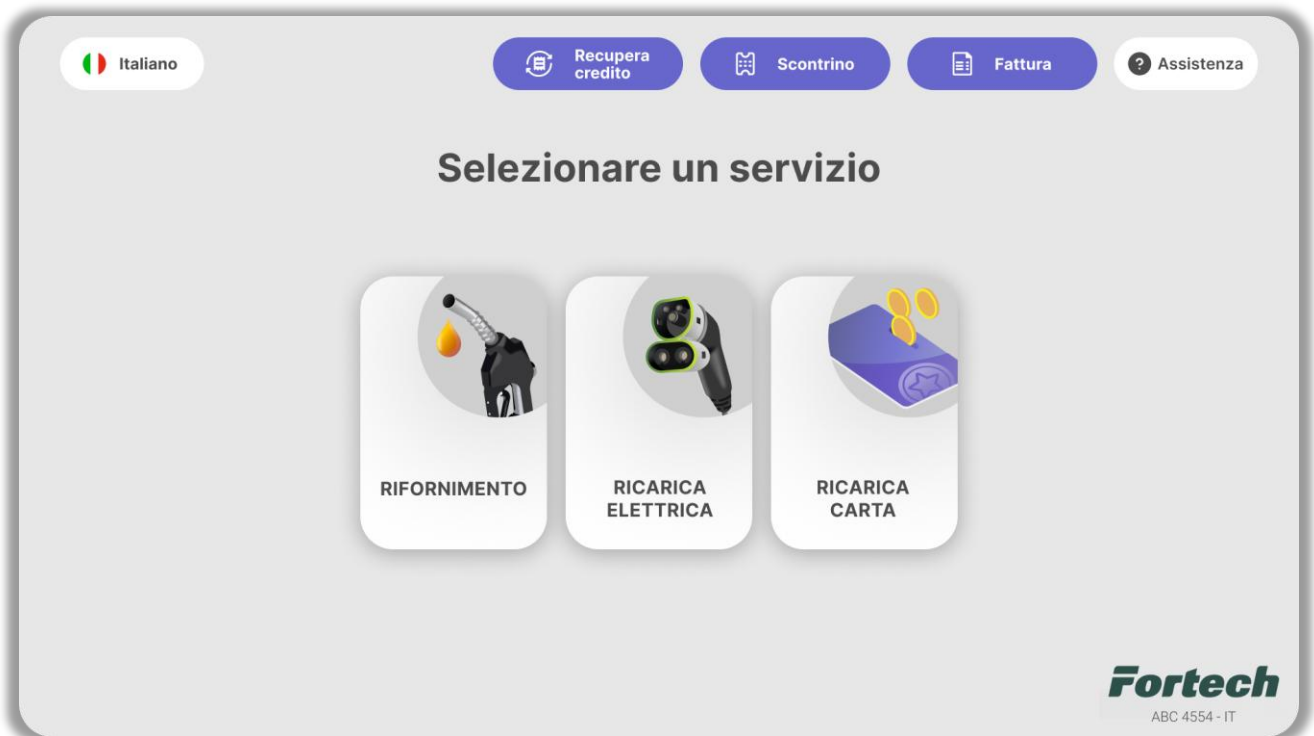 Italiano
Recupera
credito
Scontrino
Fattura
? Assistenza
Selezionare un servizio
RIFORNIMENTO
RICARICA
ELETTRICA
RICARICA
CARTA
Fortech
ABC 4554 - IT